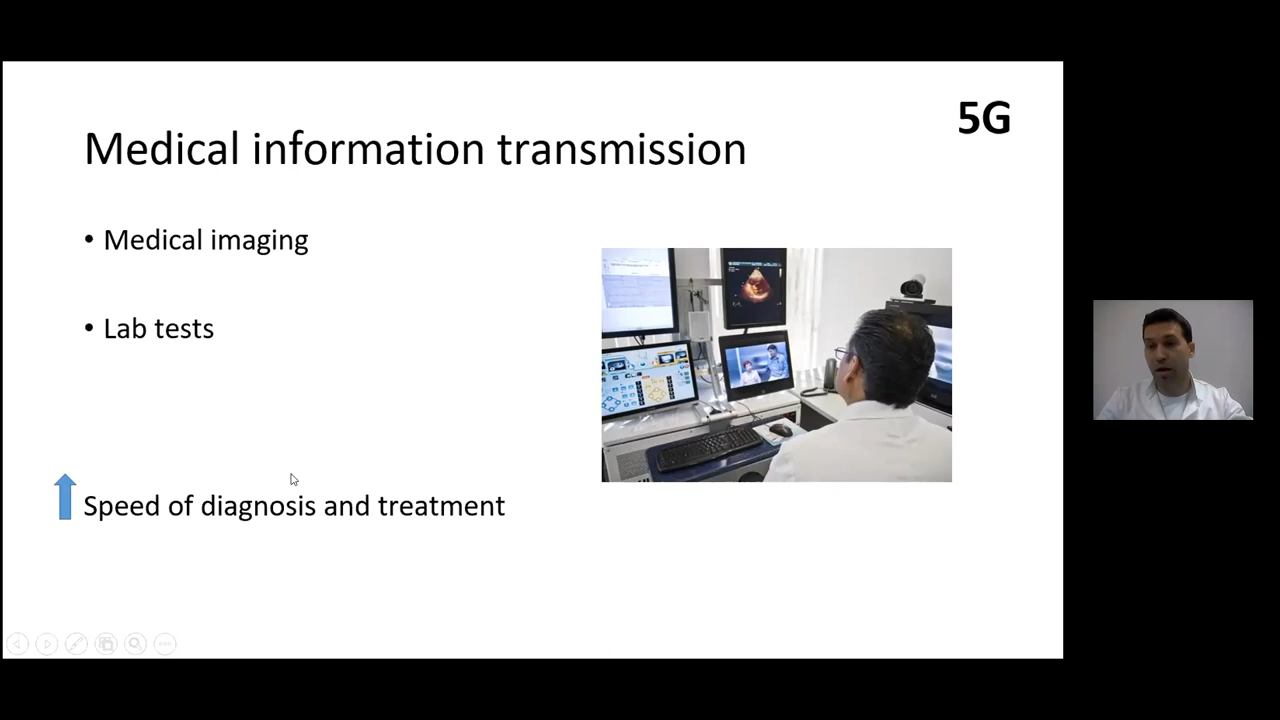 5G
Medical information transmission
• Medical imaging
• Lab tests
Speed of diagnosis and treatment